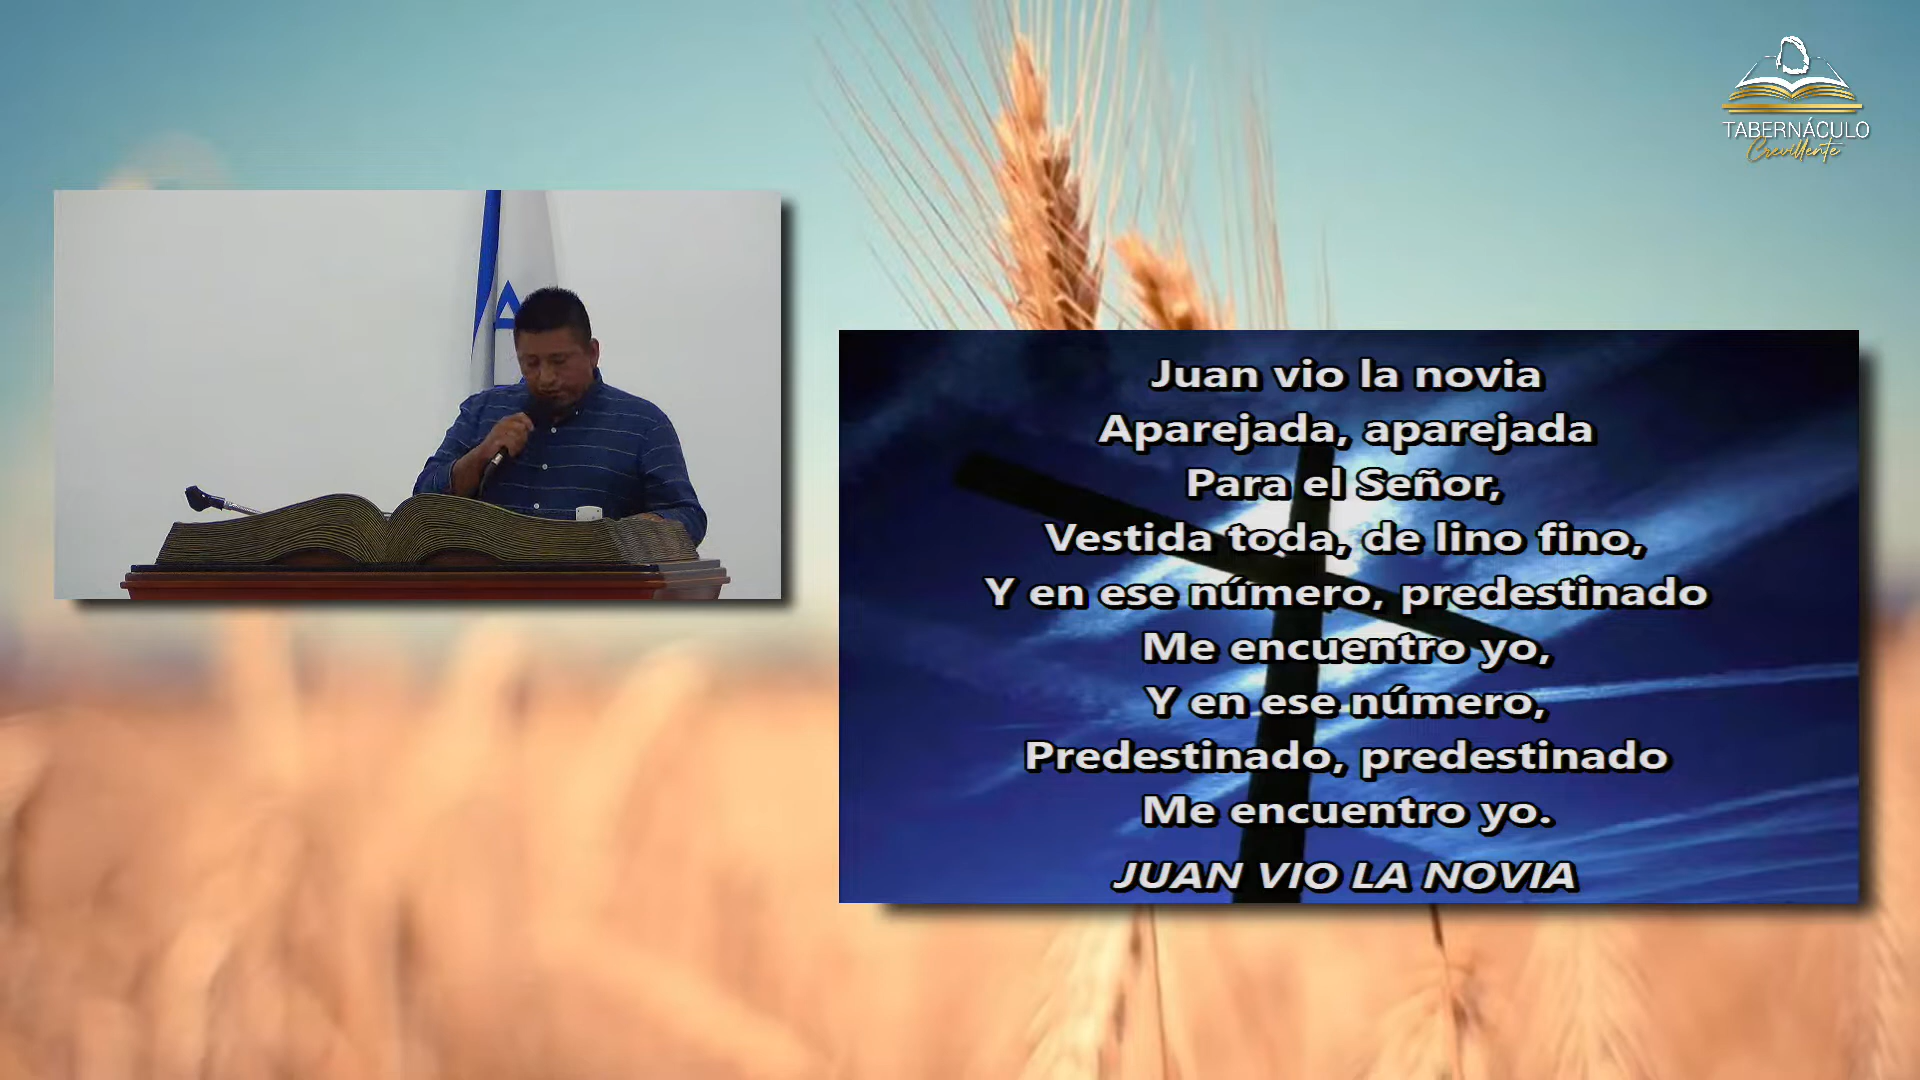 TABERNÁCULO
Crevillente
Juan vio la novia
Aparejada, aparejada
Para el Señor,
Vestida toda, de lino fino,
Y en ese número, predestinado
Me encuentro yo,
Y en ese número,
Predestinado, predestinado
Me encuentro yo.
JUAN VIO LA NOVIA